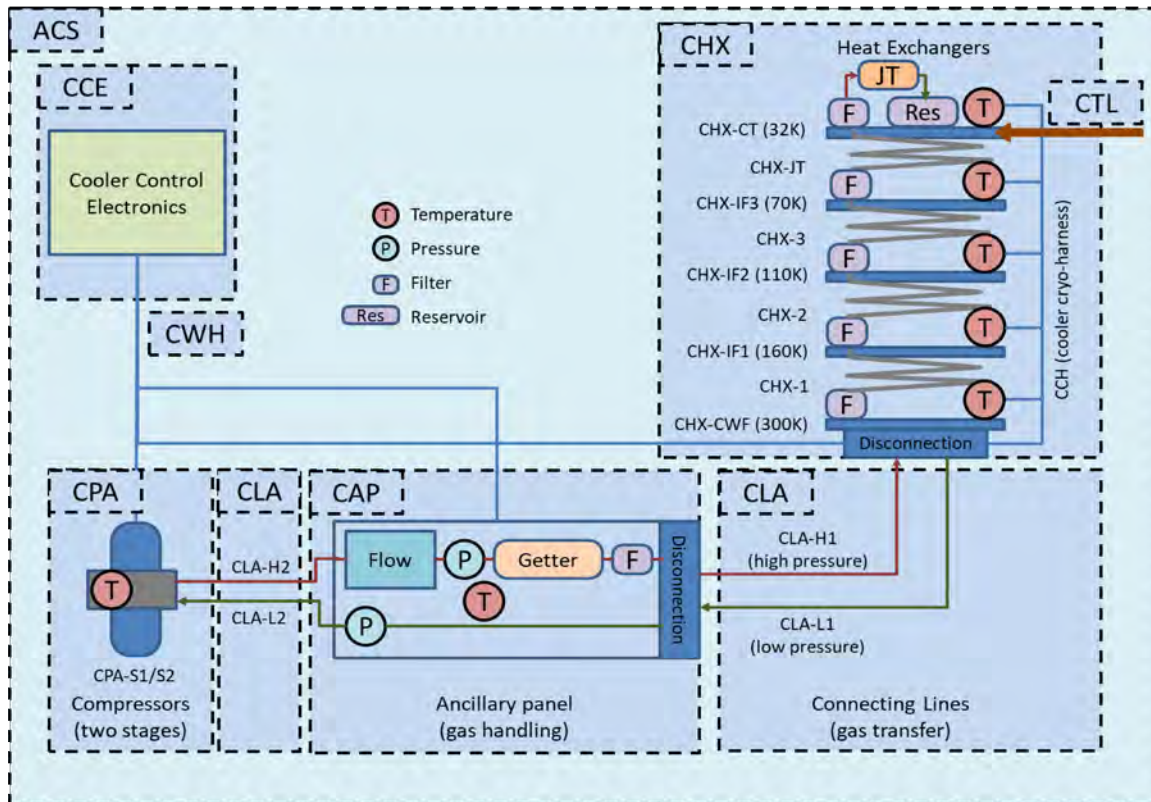 ACS
CCE
Cooler Control
Electronics
CWH
T Temperature
P Pressure
F Filter
Res Reservoir
CHX
Heat Exchangers
JT
F
Res
T
CTL
CHX-CT (32K)
CHX-JT
F
T
CHX-IF3 (70K)
CHX-3
F
T
CHX-IF2 (110K)
CHX-2
F
T
CHX-IF1 (160K)
CHX-1
F
T
CHX-CWF (300K)
Disconnection
CCH (cooler cryo-harness)
CPA
T
CPA-S1/S2
Compressors
(two stages)
CLA
CLA-H2
CLA-L2
CAP
Flow
P
Getter
F
T
P
Disconnection
Ancillary panel
(gas handling)
CLA
CLA-H1
(high pressure)
CLA-L1
(low pressure)
Connecting Lines
(gas transfer)